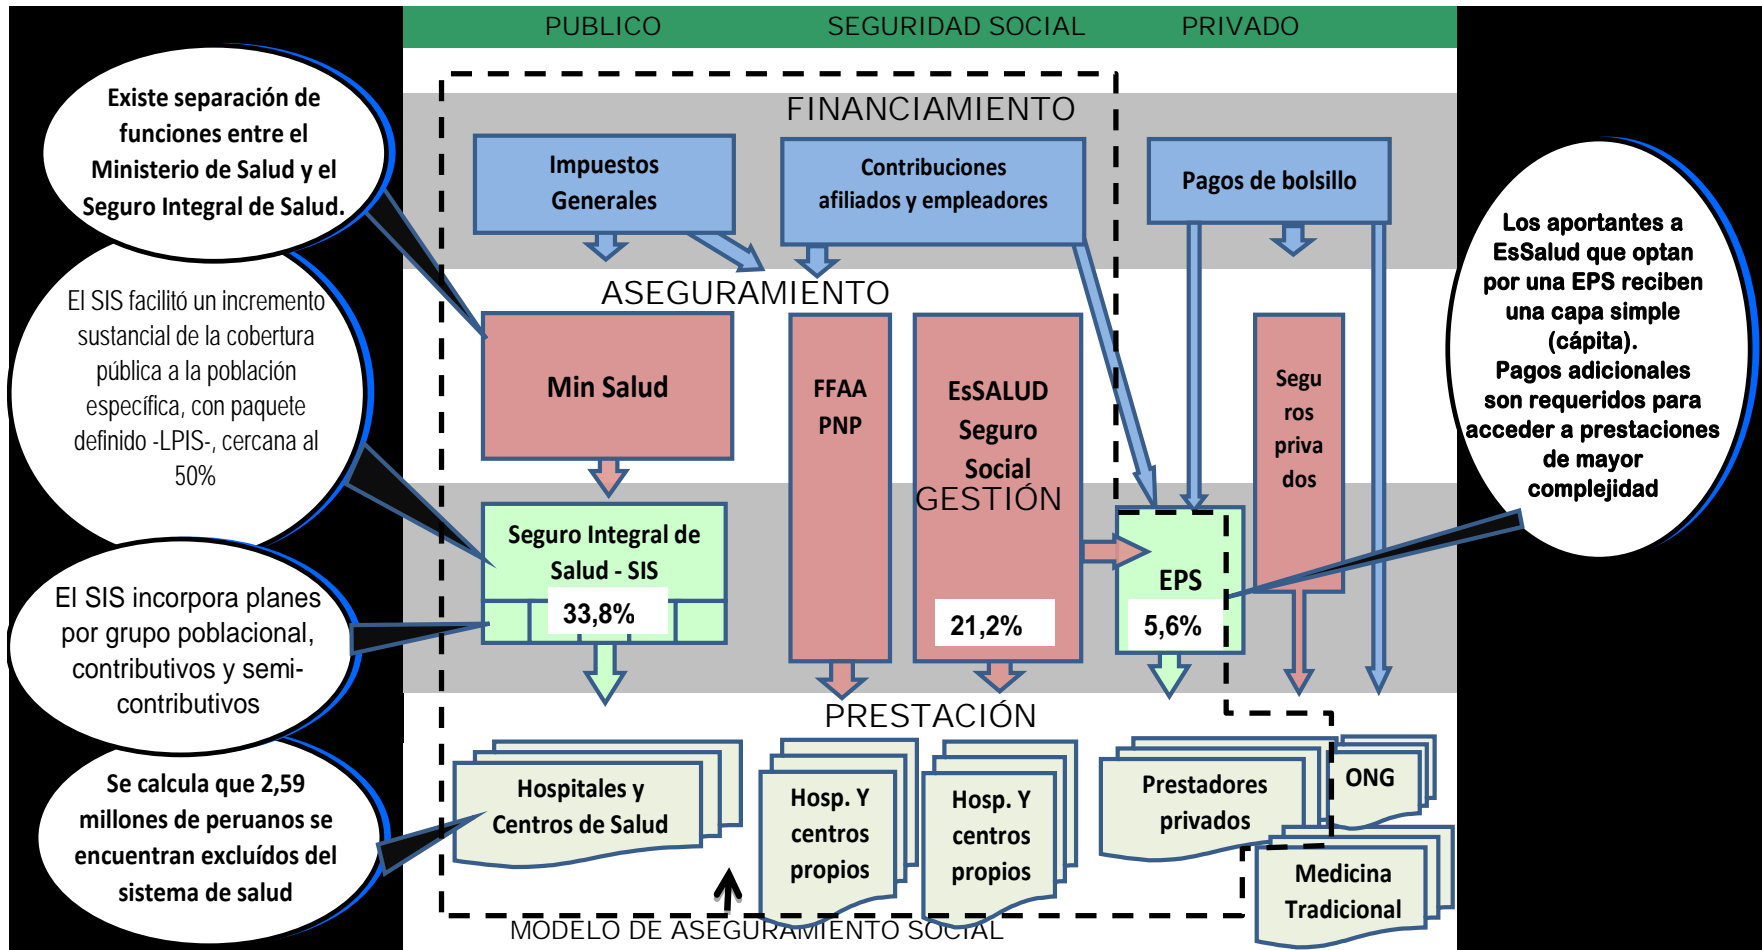 PUBLICO
SEGURIDAD SOCIAL
PRIVADO
Existe separación de
funciones entre el
Ministerio de Salud y el
Seguro Integral de Salud.
El SIS facilitó un incremento
sustancial de la cobertura
pública a la población
específica, con paquete
definido -LPIS-, cercana al
50%
El SIS incorpora planes
por grupo poblacional,
contributivos y semi-
contributivos
Se calcula que 2,59
millones de peruanos se
encuentran excluídos del
sistema de salud
FINANCIAMIENTO
Impuestos
Generales
Contribuciones
afiliados y empleadores
Pagos de bolsillo
ASEGURAMIENTO
Min Salud
FFAA
PNP
EsSALUD
Seguro
Social
Segu
ros
priva
dos
GESTIÓN
Seguro Integral de
Salud - SIS
33,8%
21,2%
EPS
5,6%
PRESTACIÓN
Hospitales y
Centros de Salud
Hosp. Y
centros
propios
Hosp. Y
centros
propios
Prestadores
privados
ONG
Medicina
Tradicional
MODELO DE ASEGURAMIENTO SOCIAL
Los aportantes a
EsSalud que optan
por una EPS reciben
una capa simple
(cápita).
Pagos adicionales
son requeridos para
acceder a prestaciones
de mayor
complejidad